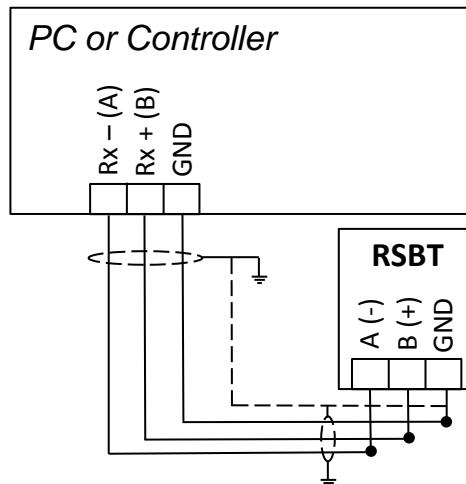 PC or Controller
Rx – (A)
Rx + (B)
GND
RSBT
A (-)
B (+)
GND